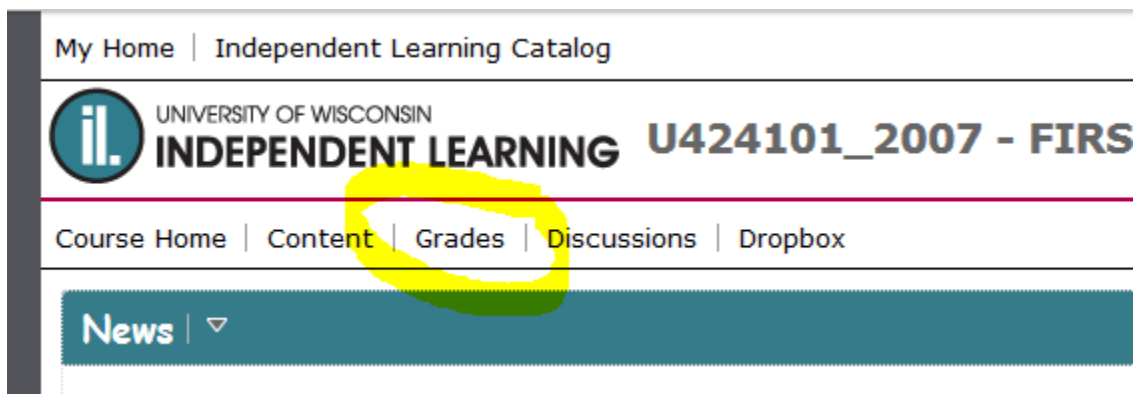 My Home | Independent Learning Catalog
il.
UNIVERSITY OF WISCONSIN
INDEPENDENT LEARNING
U424101_2007 - FIRS
Course Home | Content | Grades | Discussions | Dropbox
News